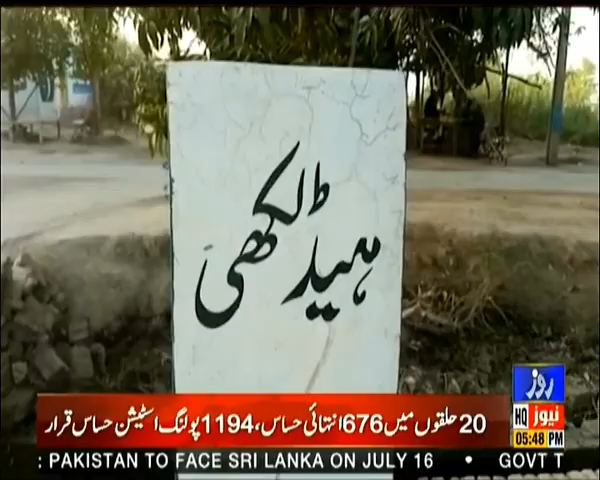 ہیڈ لکھی
20 حلقوں میں 676 انتہائی حساس، 1194 پولنگ اسٹیشن حساس قرار
روز
HQ نیوز
05:48 PM
: PAKISTAN TO FACE SRI LANKA ON JULY 16 • GOVT T